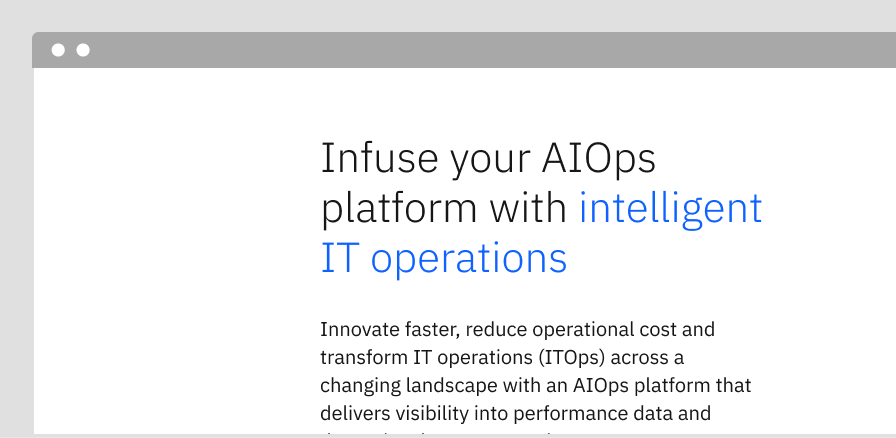 Infuse your AIOps
platform with intelligent
IT operations
Innovate faster, reduce operational cost and
transform IT operations (ITOps) across a
changing landscape with an AIOps platform that
delivers visibility into performance data and